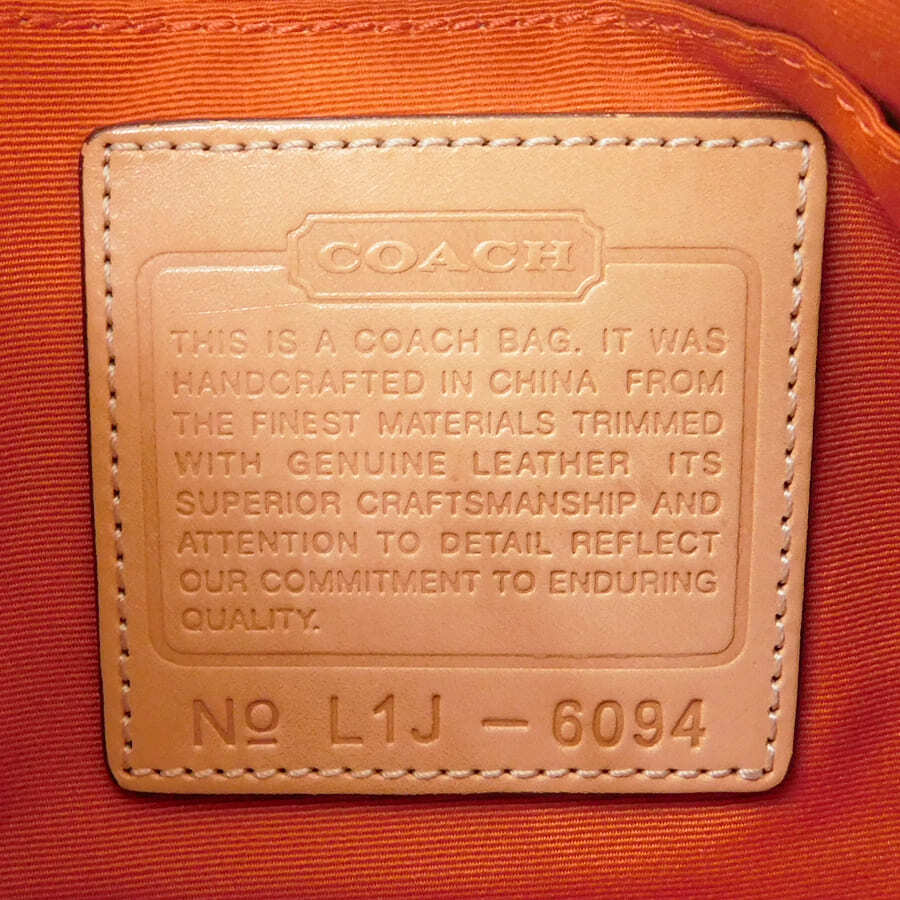 COACH
THIS IS A COACH BAG. IT WAS
HANDCRAFTED IN CHINA FROM
THE FINEST MATERIALS TRIMMED
WITH GENUINE LEATHER ITS
SUPERIOR CRAFTSMANSHIP AND
ATTENTION TO DETAIL REFLECT
OUR COMMITMENT TO ENDURING
QUALITY.
No L1J - 6094